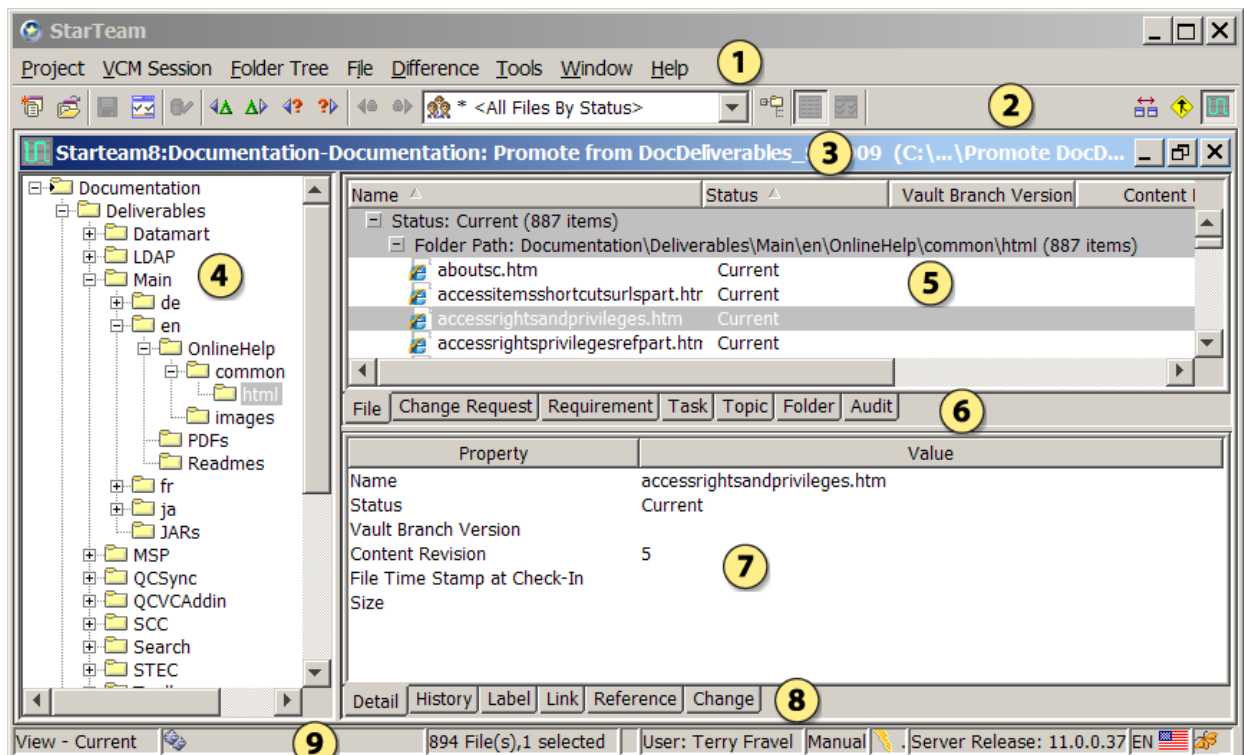 StarTeam
Project VCM Session Folder Tree File Difference Tools Window Help
1
* <All Files By Status>
2
Starteam8:Documentation-Documentation: Promote from DocDeliverables_ 009 (C:\...\Promote DocD...
3
Documentation
Deliverables
Datamart
LDAP
Main
de
en
OnlineHelp
common
html
images
PDFs
Readmes
fr
ja
JARs
MSP
QCSync
QCVCAddin
SCC
Search
STEC
4
Name Status Vault Branch Version Content
Status: Current (887 items)
Folder Path: Documentation\Deliverables\Main\en\OnlineHelp\common\html (887 items)
aboutsc.htm Current
accessitemsshortcutsurlspart.htr Current
accessrightsandprivileges.htm Current
accessrightsprivilegesrefpart.htn Current
5
File Change Request Requirement Task Topic Folder Audit
6
Property Value
Name accessrightsandprivileges.htm
Status Current
Vault Branch Version
Content Revision 5
File Time Stamp at Check-In
Size
7
Detail History Label Link Reference Change
8
View - Current
9
894 File(s),1 selected User: Terry Fravel Manual . Server Release: 11.0.0.37 EN